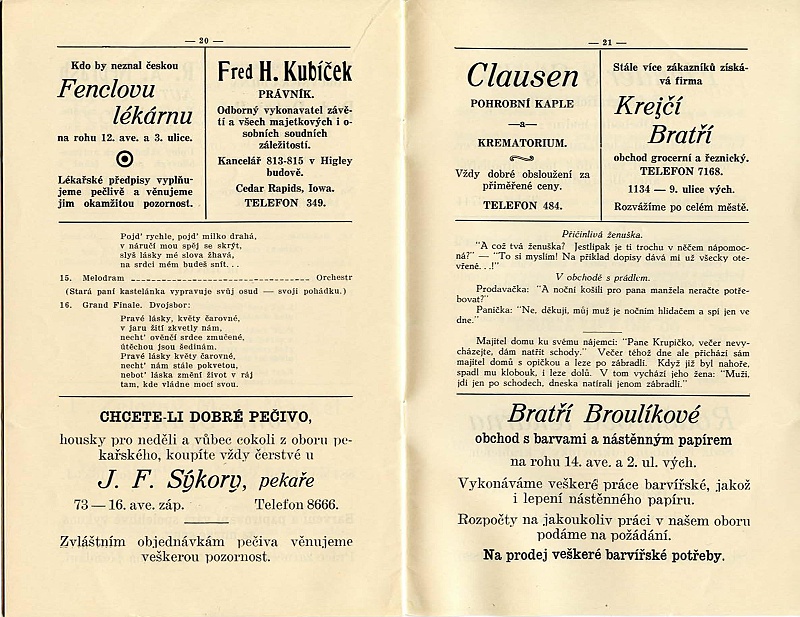 — 20 —
Kdo by neznal českou
Fenclovu
lékárnu
na rohu 12. ave. a 3. ulice.
Lékařské předpisy vyplňu-
jeme pečlivě a věnujeme
jim okamžitou pozornost.
Fred H. Kubíček
PRÁVNÍK.
Odborný vykonavatel závě-
tí a všech majetkových i o-
sobních soudních
záležitostí.
Kancelář 813-815 v Higley
budově.
Cedar Rapids, Iowa.
TELEFON 349.
Pojď rychle, pojď milko drahá,
v náručí mou spěj se skrýt,
slyš lásky mé slova žhavá,
na srdci mém budeš snít...
15. Melodram Orchestr
(Stará paní kastelánka vypravuje svůj osud — svoji pohádku.)
16. Grand Finale. Dvojsbor:
Pravé lásky, květy čarovné,
v jaru žití zkvetly nám,
nechť ověnčí srdce zmučené,
útěchou jsou šedinám.
Pravé lásky květy čarovné,
nechť nám stále pokvetou,
neboť láska změní život v ráj
tam, kde vládne mocí svou.
CHCETE-LI DOBRÉ PEČIVO,
housky pro neděli a vůbec cokoli z oboru pe-
kařského, koupíte vždy čerstvé u
J. F. Sýkory, pekaře
73 — 16. ave. záp. Telefon 8666.
Zvláštním objednávkám pečiva věnujeme
veškerou pozornost.
— 21 —
Clausen
POHROBNÍ KAPLE
—a—
KREMATORIUM.
Vždy dobré obsloužení za
přiměřené ceny.
TELEFON 484.
Stále více zákazníků získá-
vá firma
Krejčí
Bratří
obchod grocerní a řeznický.
TELEFON 7168.
1134 — 9. ulice vých.
Rozvážíme po celém městě.
Přičinlivá ženuška.
"A což tvá ženuška? Jestlipak je ti trochu v něčem nápomoc-
ná?" — "To si myslím! Na příklad dopisy dává mi už všecky ote-
vřené. . .!"
V obchodě s prádlem.
Prodavačka: "A noční košili pro pana manžela neračte potře-
bovat?"
Panička: "Ne, děkuji, můj muž je nočním hlídačem a spí jen ve
dne."
Majitel domu ku svému nájemci: "Pane Krupičko, večer nevy-
cházejte, dám natřít schody." Večer téhož dne ale přichází sám
majitel domů s opičkou a leze po zábradlí. Když již byl nahoře,
spadl mu klobouk, i leze dolů. V tom vychází jeho žena: "Muži,
jdi jen po schodech, dneska natírali jenom zábradlí."
Bratří Broulíkové
obchod s barvami a nástěnným papírem
na rohu 14. ave. a 2. ul. vých.
Vykonáváme veškeré práce barvířské, jakož
i lepení nástěnného papíru.
Rozpočty na jakoukoliv práci v našem oboru
podáme na požádání.
Na prodej veškeré barvířské potřeby.